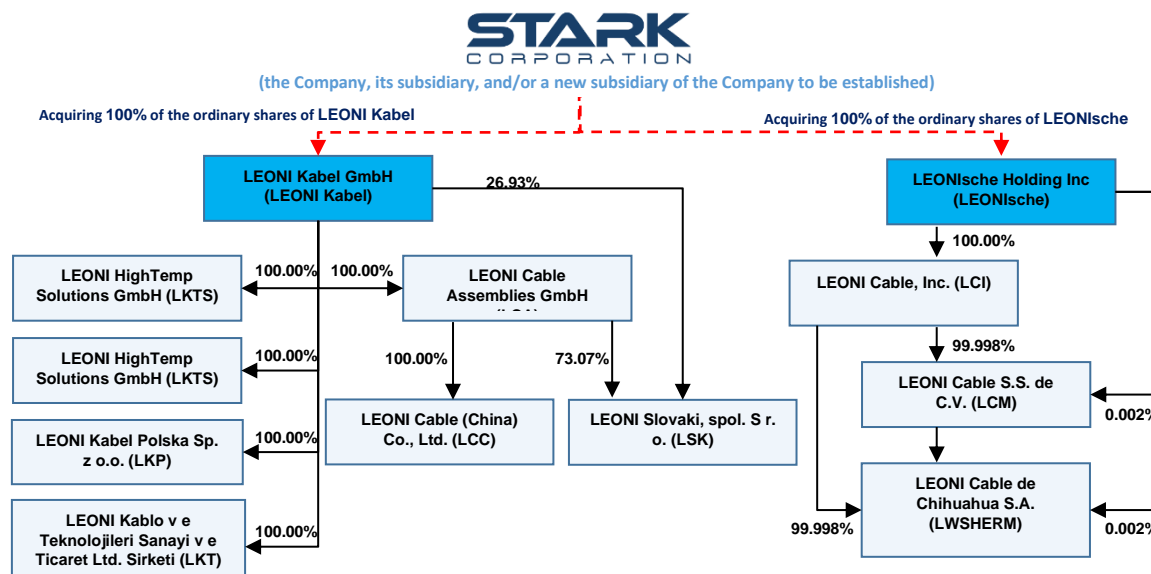 STARK
CORPORATION
(the Company, its subsidiary, and/or a new subsidiary of the Company to be established)
Acquiring 100% of the ordinary shares of LEONI Kabel
Acquiring 100% of the ordinary shares of LEONIsche
LEONI Kabel GmbH
(LEONI Kabel)
26.93%
LEONIsche Holding Inc
(LEONIsche)
100.00%
LEONI HighTemp
Solutions GmbH (LKTS)
100.00%
100.00%
LEONI Cable
Assemblies GmbH
LEONI Cable, Inc. (LCI)
100.00%
73.07%
99.998%
LEONI HighTemp
Solutions GmbH (LKTS)
100.00%
LEONI Cable S.S. de
C.V. (LCM)
0.002%
LEONI Cable (China)
Co., Ltd. (LCC)
LEONI Slovaki, spol. S r.
o. (LSK)
LEONI Kabel Polska Sp.
z o.o. (LKP)
100.00%
LEONI Cable de
Chihuahua S.A.
(LWSHERM)
99.998%
0.002%
LEONI Kablo v e
Teknolojileri Sanayi v e
Ticaret Ltd. Sirketi (LKT)
100.00%